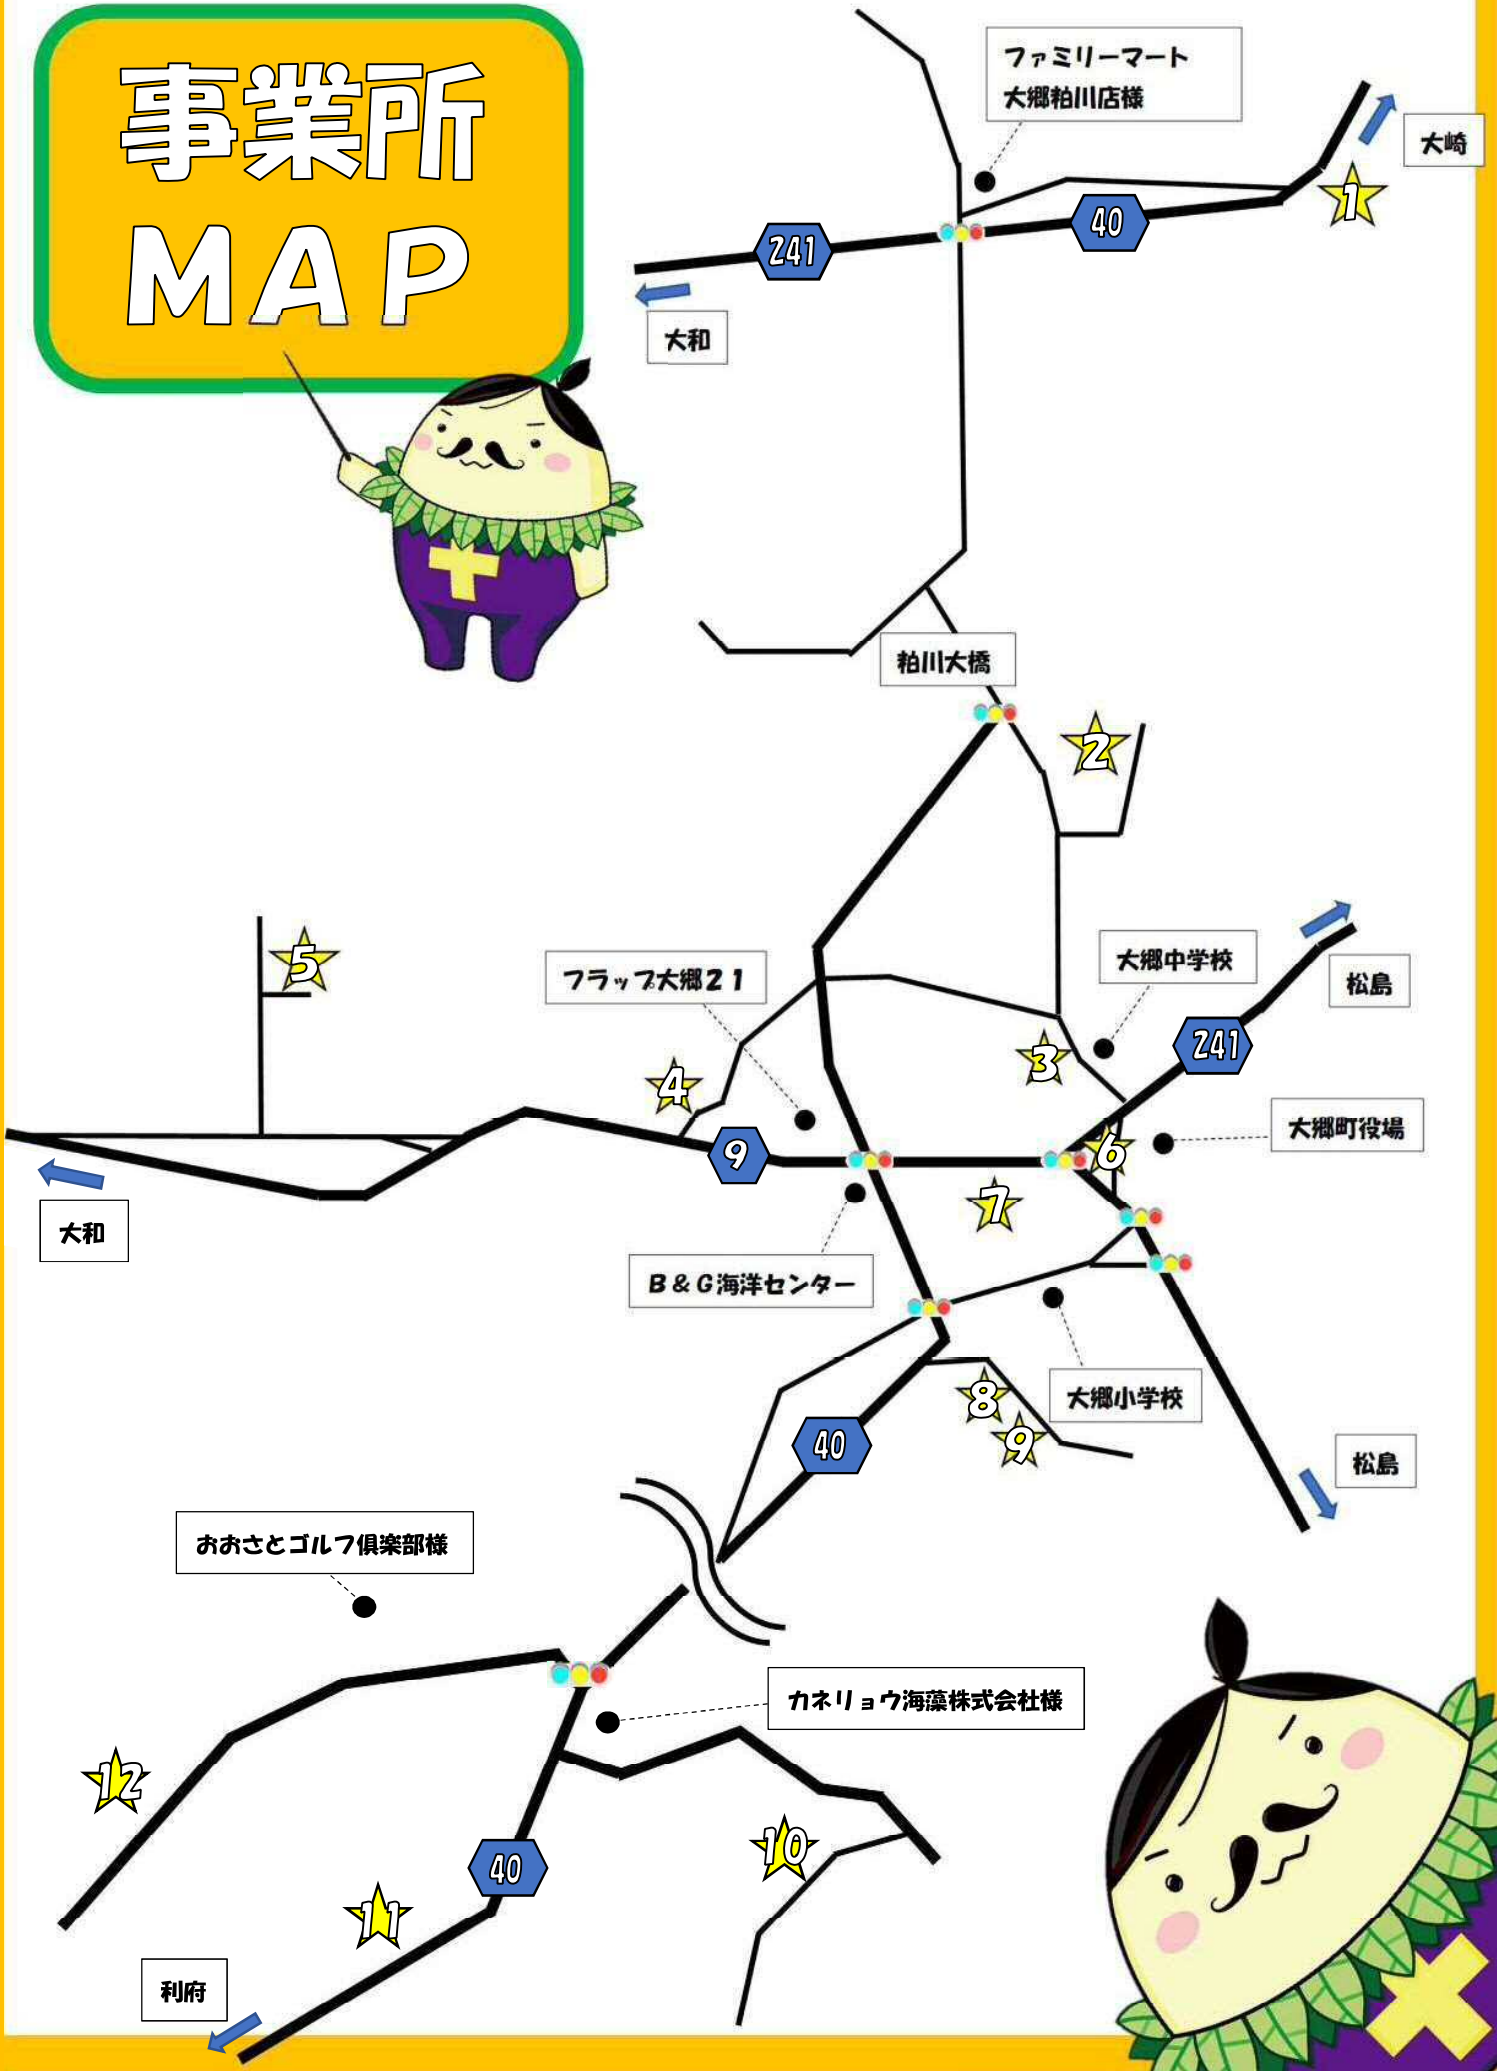 事業所
MAP
ファミリーマート
大郷粕川店様
大崎
1
40
241
大和
粕川大橋
2
5
フラップ大郷21
大郷中学校
松島
241
3
4
大郷町役場
9
6
7
大和
B&G海洋センター
大郷小学校
8
9
40
松島
おおさとゴルフ倶楽部様
カネリョウ海藻株式会社様
12
10
40
11
利府